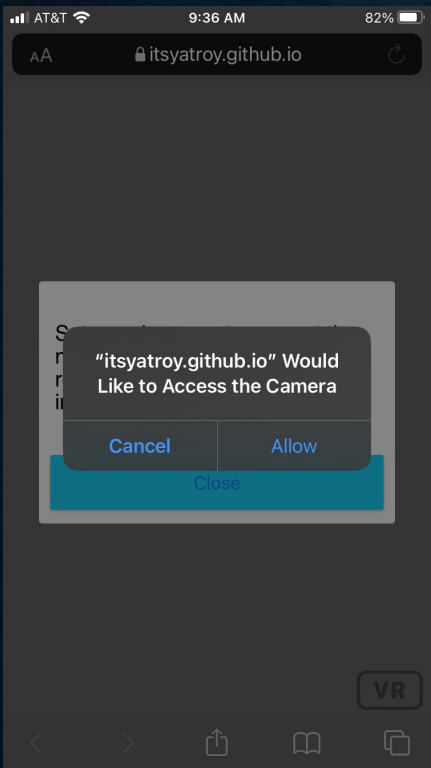 AT&T 9:36 AM 82%
AA itsyatroy.github.io
“itsyatroy.github.io” Would
Like to Access the Camera
Cancel Allow
Close
VR